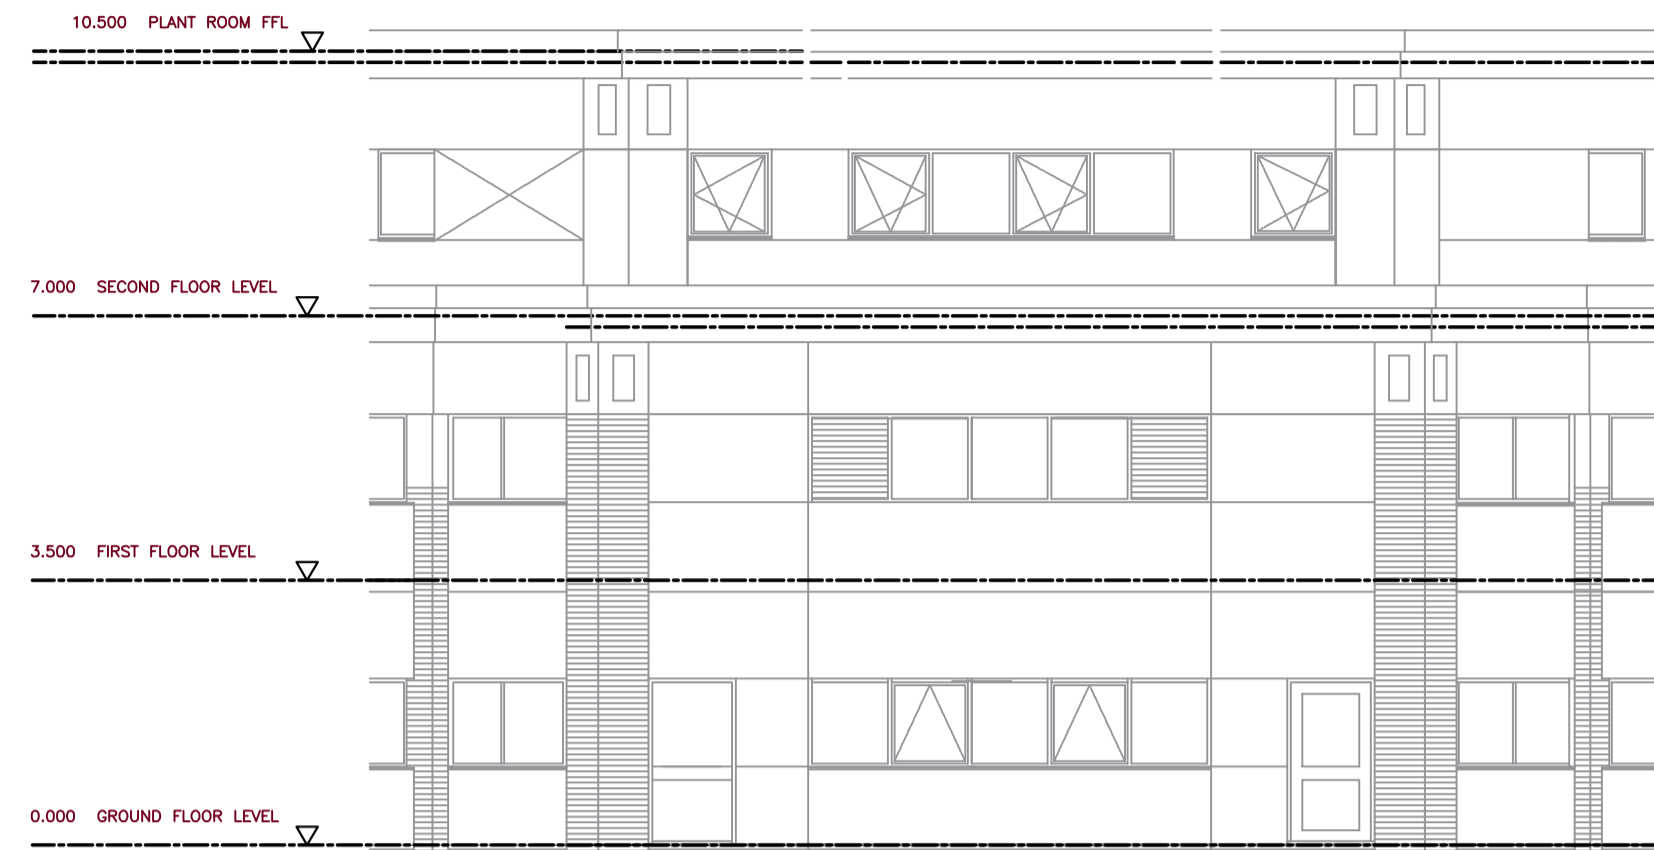 10.500 PLANT ROOM FFL
7.000 SECOND FLOOR LEVEL
3.500 FIRST FLOOR LEVEL
0.000 GROUND FLOOR LEVEL